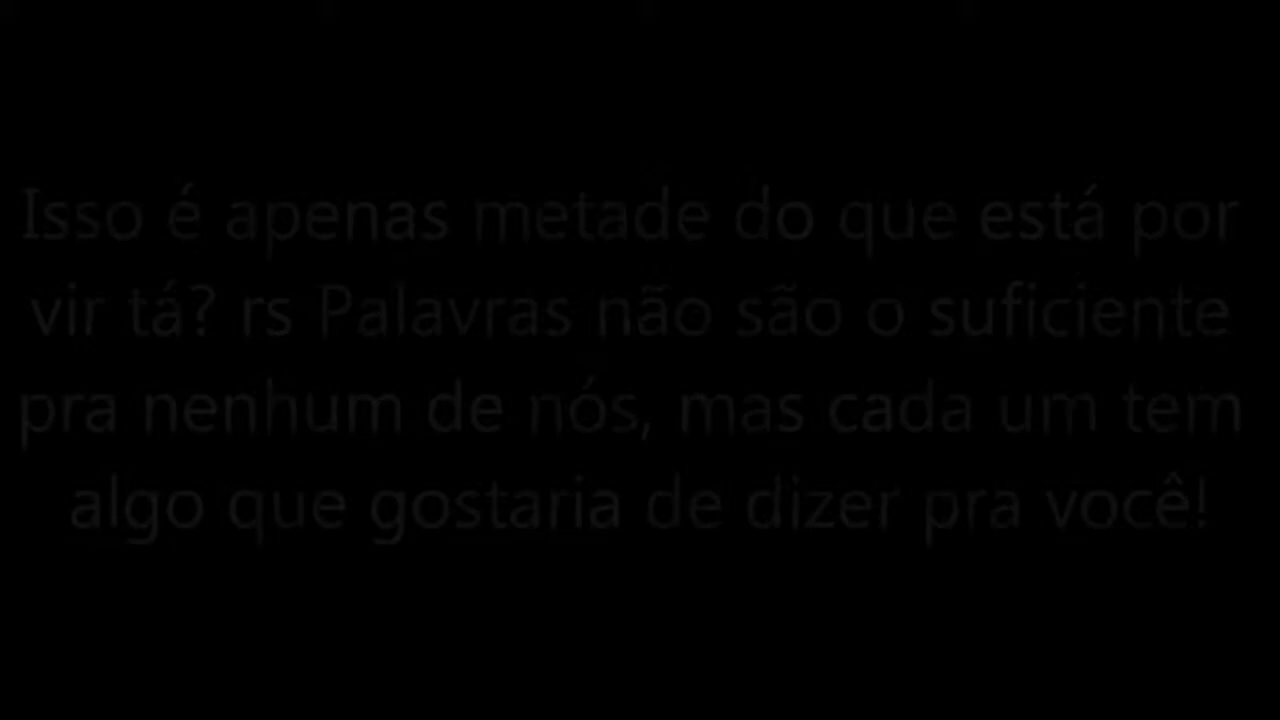 Isso é apenas metade do que está por
vir tá? rs Palavras não são o suficiente
pra nenhum de nós, mas cada um tem
algo que gostaria de dizer pra você!